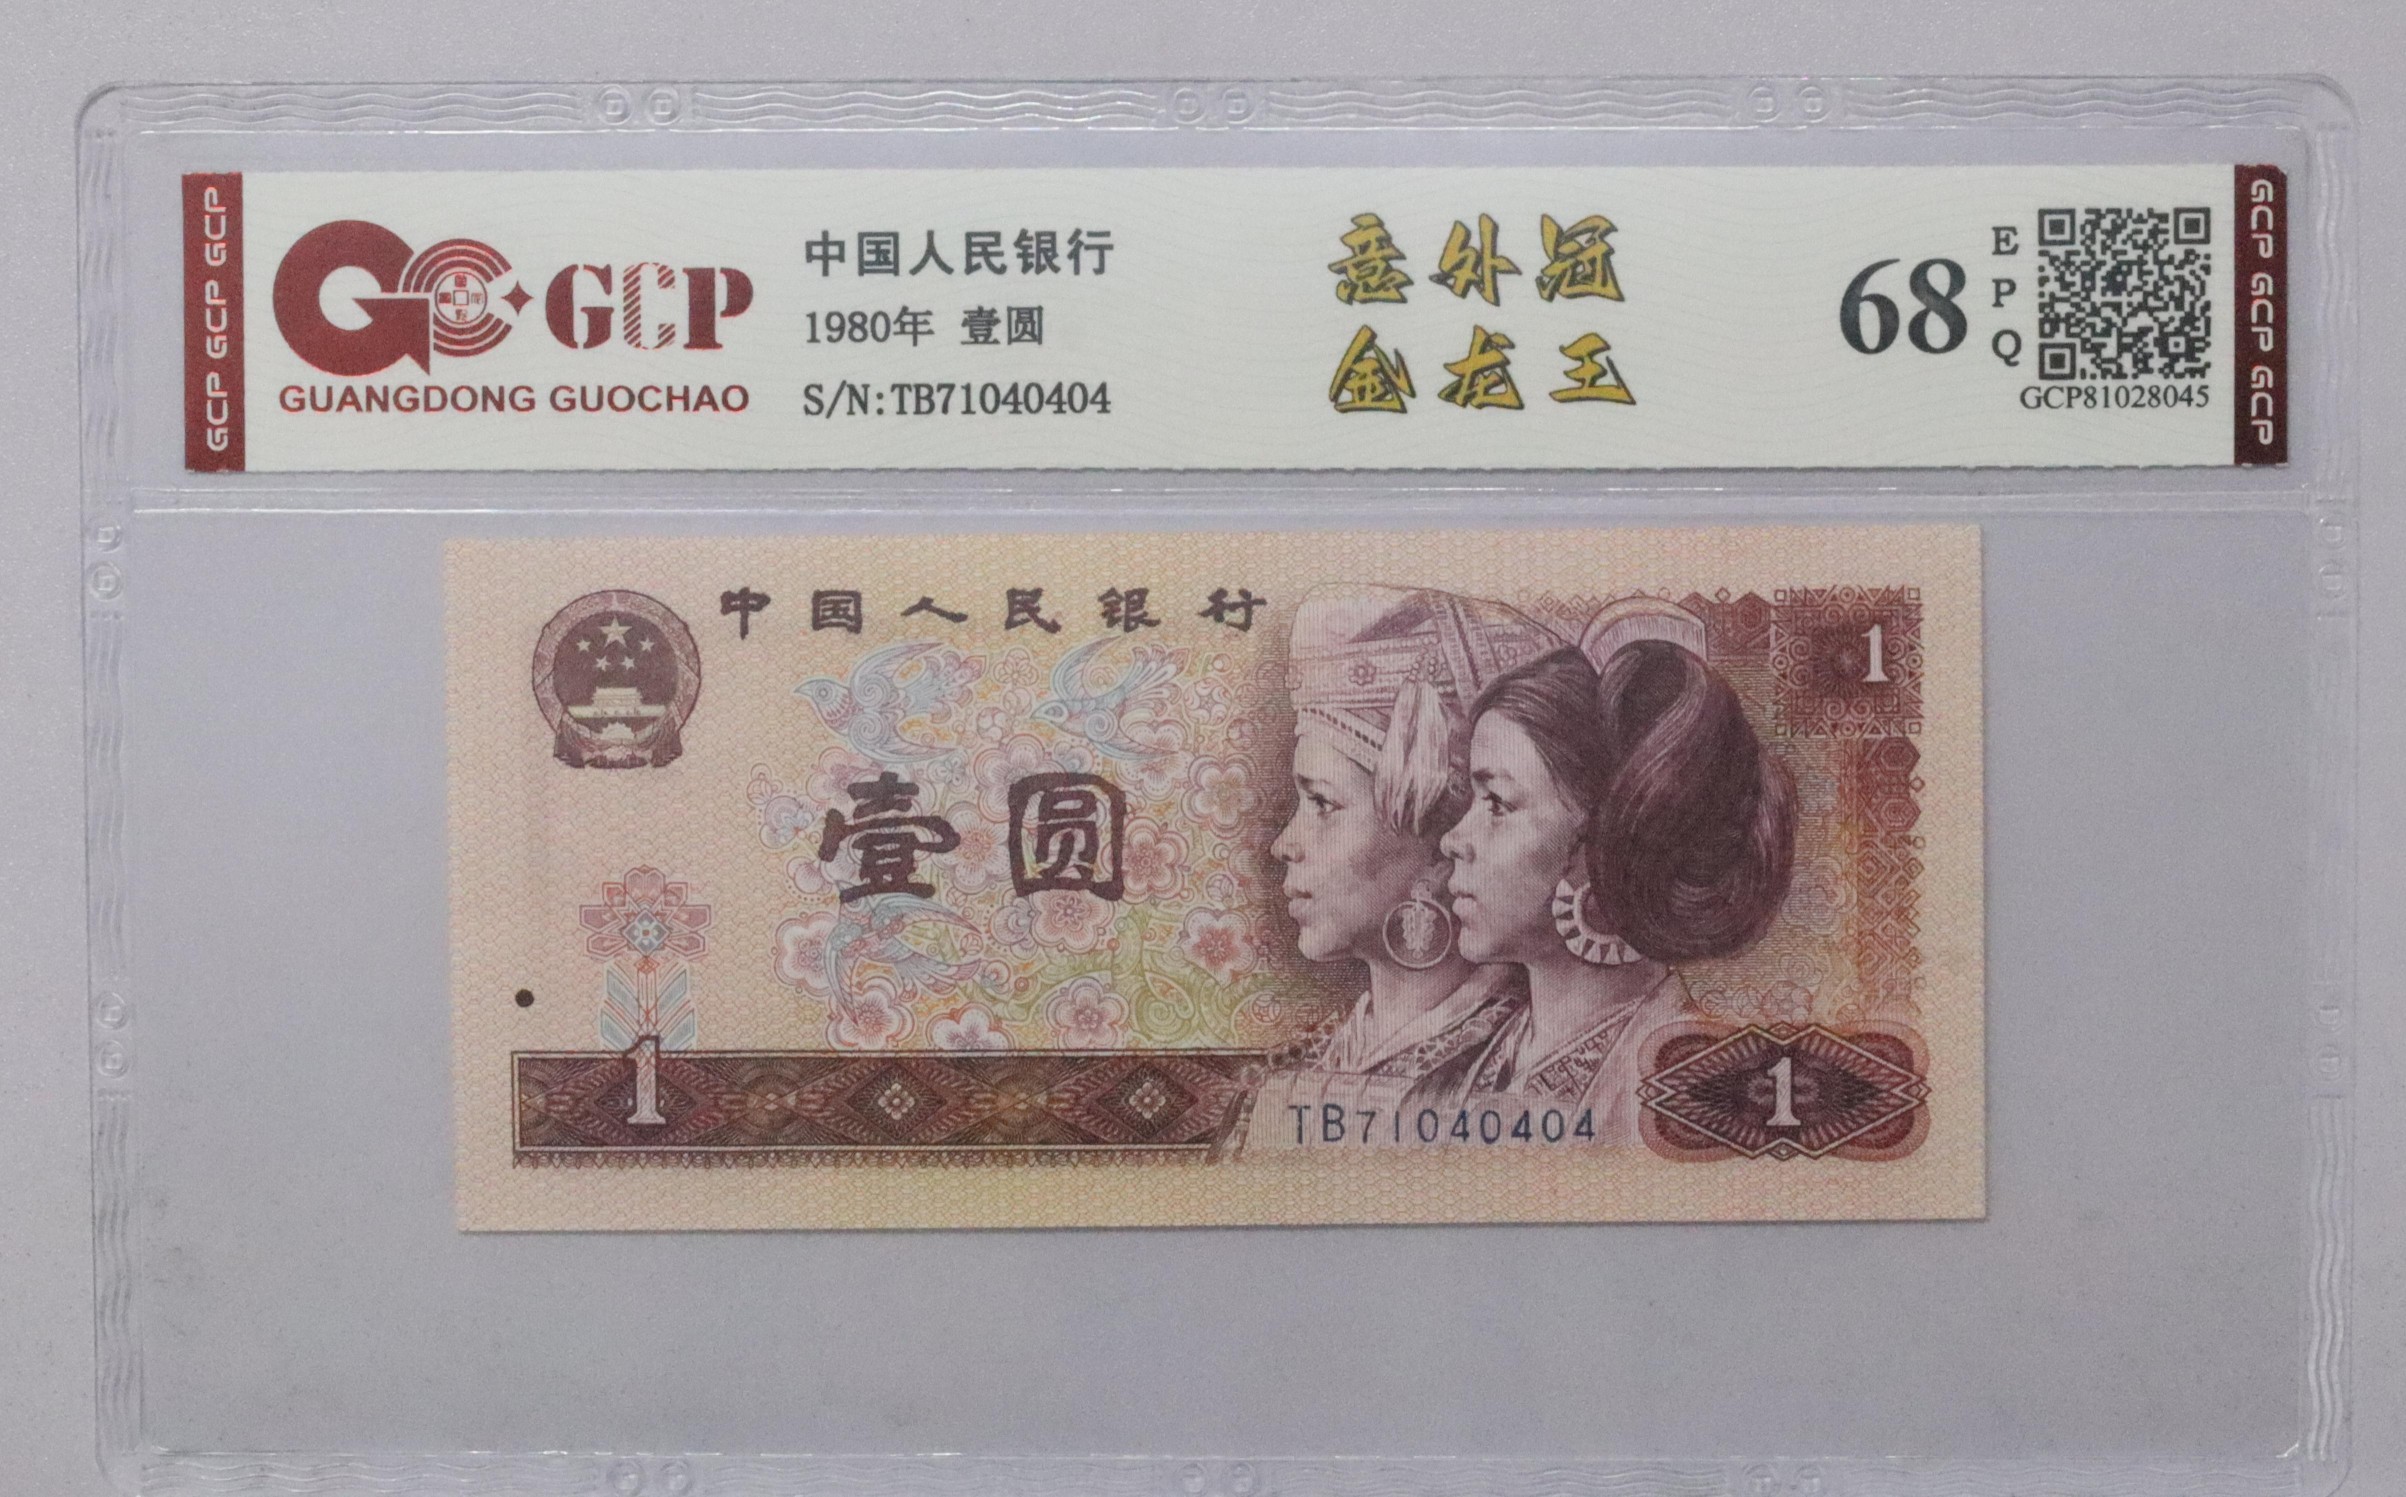 GCP GCP GCP
GCP
GUANGDONG GUOCHAO
中国人民银行
1980年 壹圆
S/N:TB71040404
意外冠
金龙王
68
EPQ
GCP81028045
GCP GCP GCP
中国人民银行
1
壹圆
1
TB71040404
1